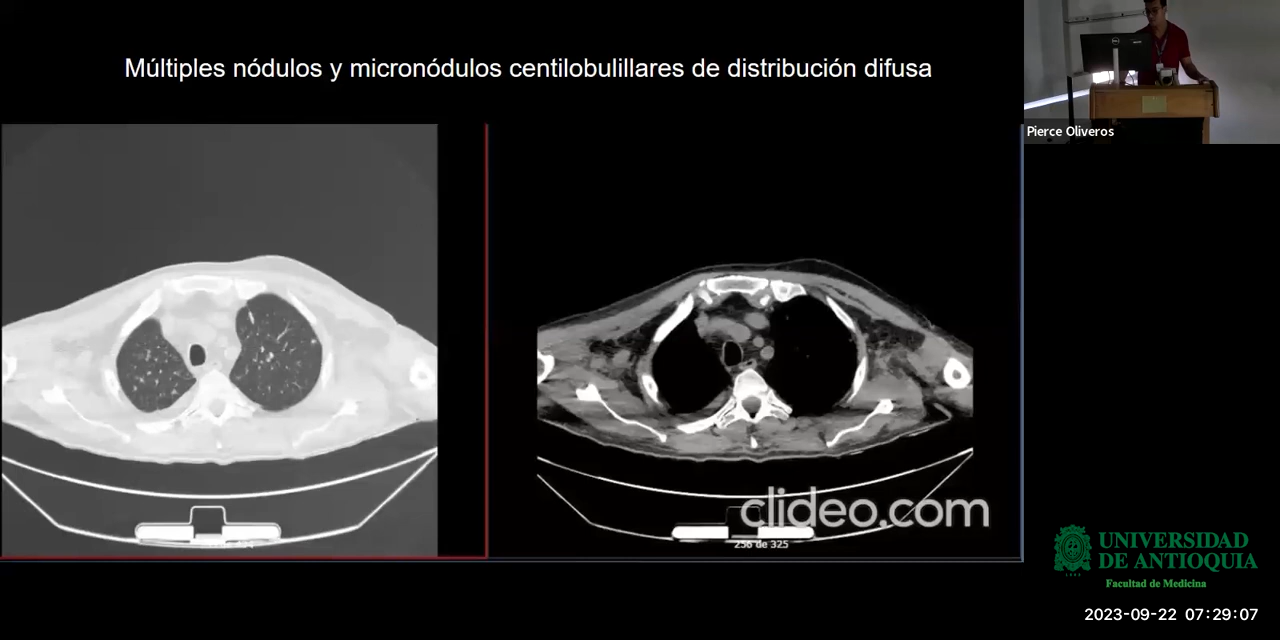 Múltiples nódulos y micronódulos centilobulillares de distribución difusa
Pierce Oliveros
clideo.com
256 de 325
UNIVERSIDAD
DE ANTIOQUIA
Facultad de Medicina
2023-09-22 07:29:07